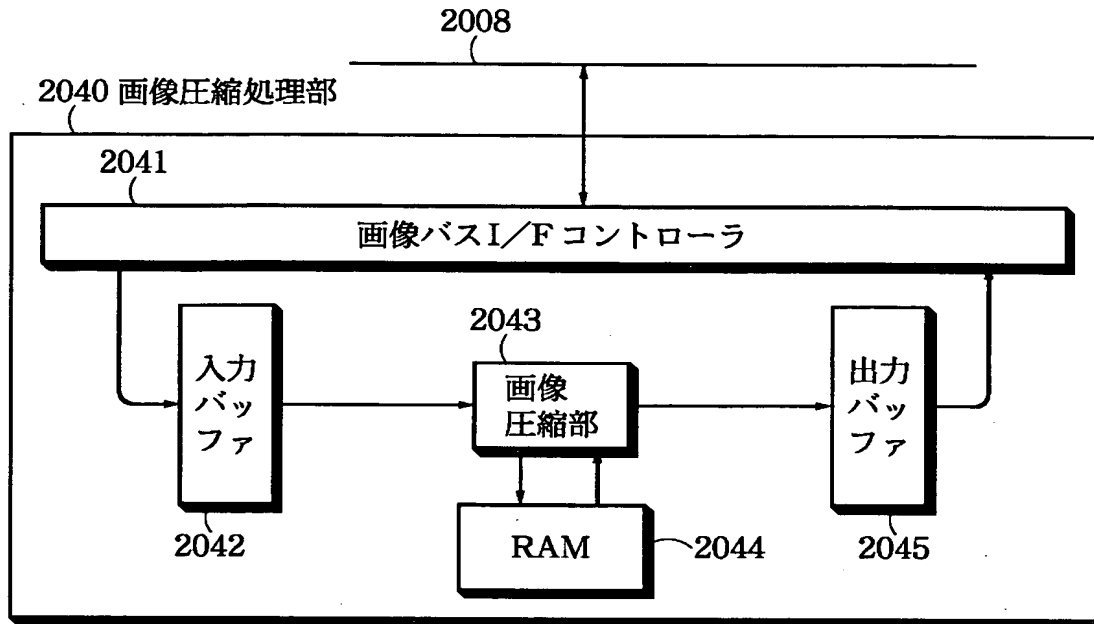 2008
2040 画像圧縮処理部
2041
画像バスI／Fコントローラ
2043
入力
バッ
ファ
画像
圧縮部
出力
バッ
ファ
2042
RAM
2044
2045